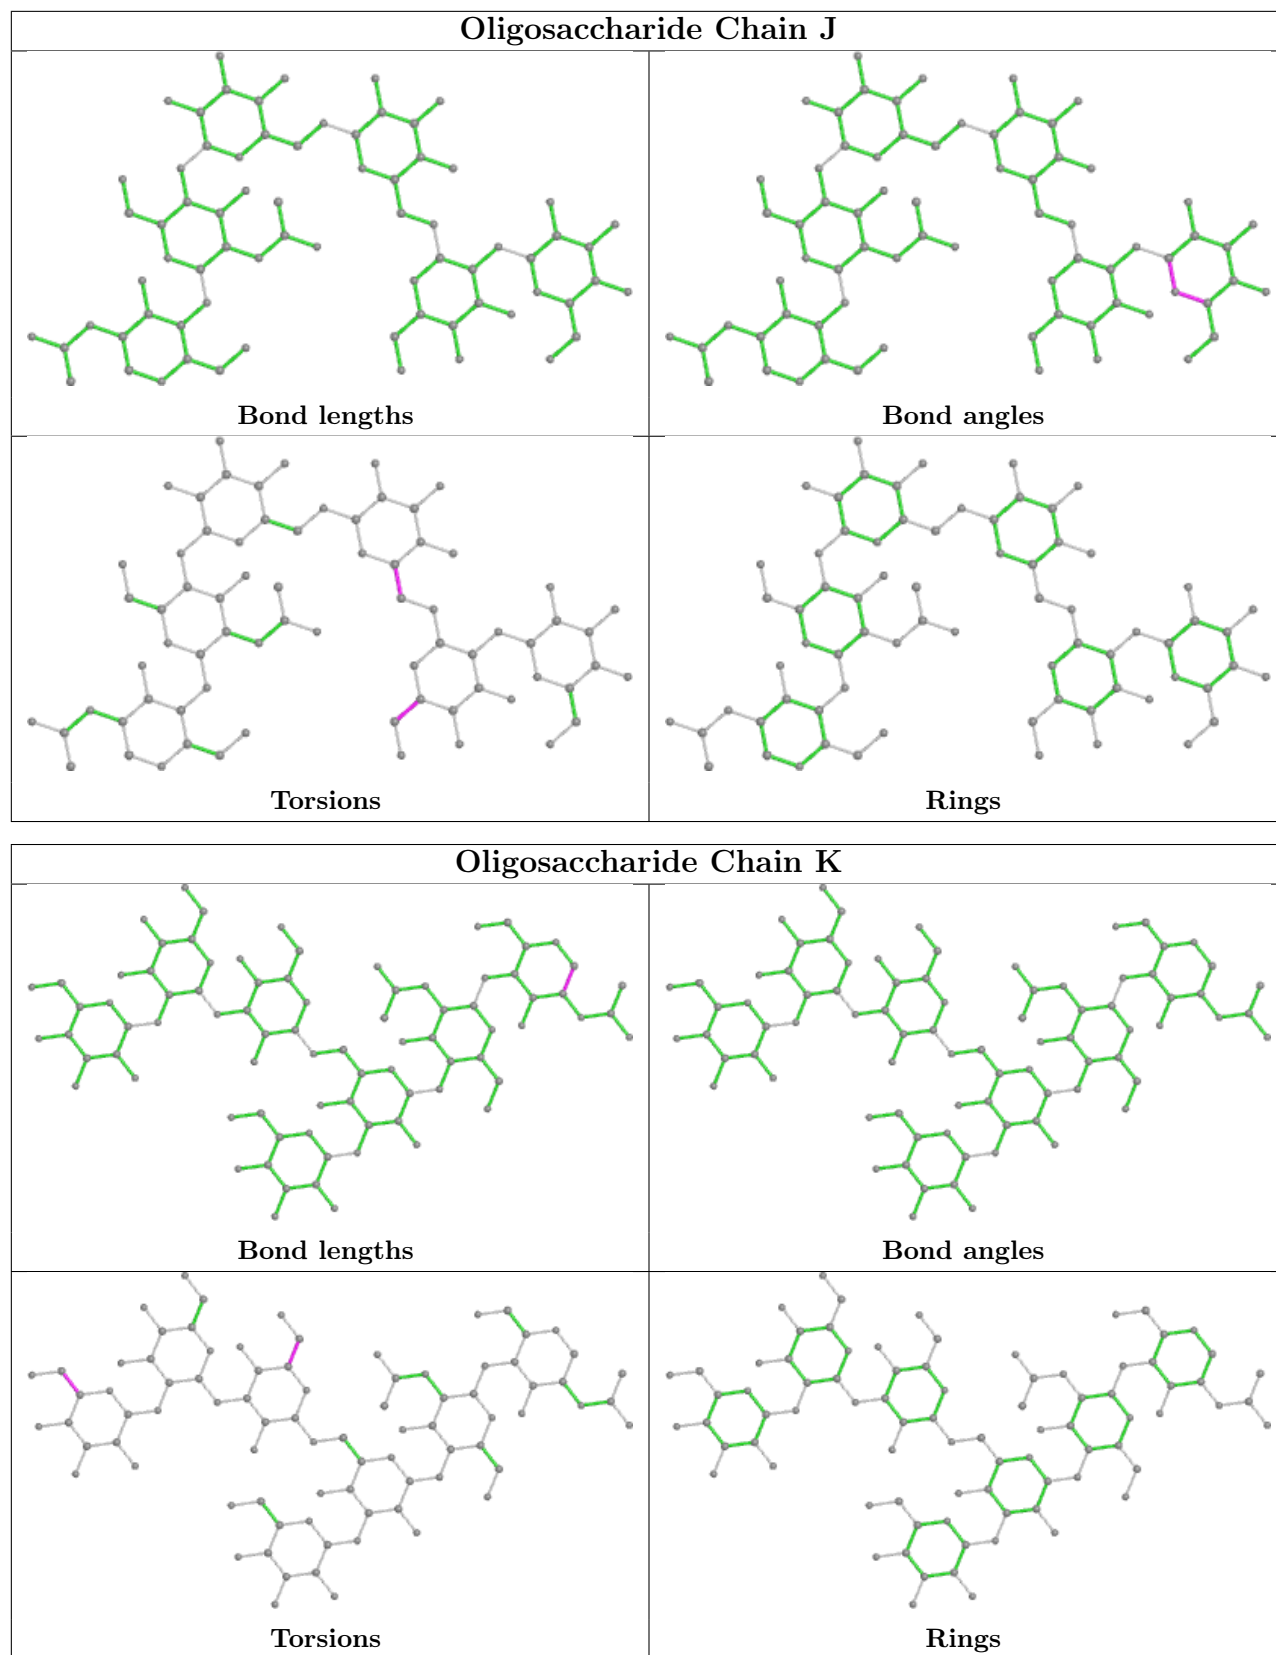 Oligosaccharide Chain J
Bond lengths
Bond angles
Torsions
Rings
Oligosaccharide Chain K
Bond lengths
Bond angles
Torsions
Rings